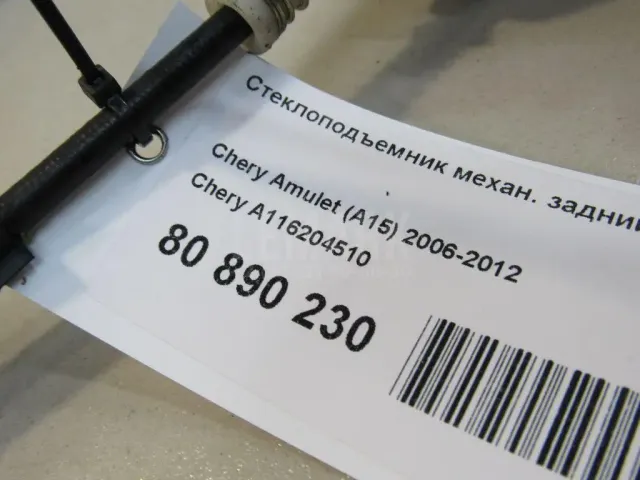 Стеклоподъемник механ. задний
Chery Amulet (A15) 2006-2012
Chery A116204510
80 890 230